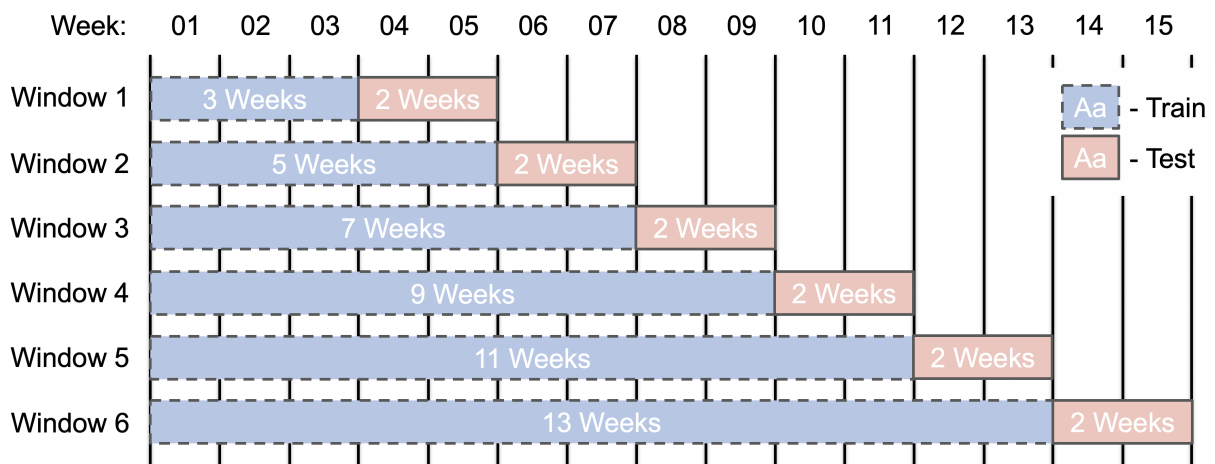 Week: 01 02 03 04 05 06 07 08 09 10 11 12 13 14 15
Window 1 3 Weeks 2 Weeks
Aa - Train
Window 2 5 Weeks 2 Weeks
Aa - Test
Window 3 7 Weeks 2 Weeks
Window 4 9 Weeks 2 Weeks
Window 5 11 Weeks 2 Weeks
Window 6 13 Weeks 2 Weeks